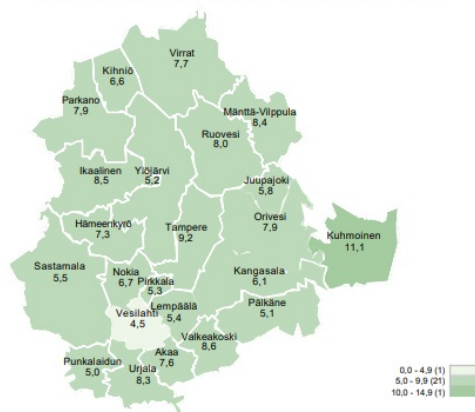 Virrat
7,7
Kihniö
6,6
Parkano
7,9
Mänttä-Vilppula
8,4
Ruovesi
8,0
Ikaalinen
8,5
Ylöjärvi
5,2
Juupajoki
5,8
Orivesi
7,9
Hämeenkyrö
7,3
Tampere
9,2
Kuhmoinen
11,1
Sastamala
5,5
Nokia
6,7
Pirkkala
5,3
Kangasala
6,1
Vesilahti
4,5
Lempäälä
5,4
Pälkäne
5,1
Valkeakoski
8,6
Akaa
7,6
Punkalaidun
5,0
Urjala
8,3
0,0 - 4,9 (1)
5,0 - 9,9 (21)
10,0 - 14,9 (1)